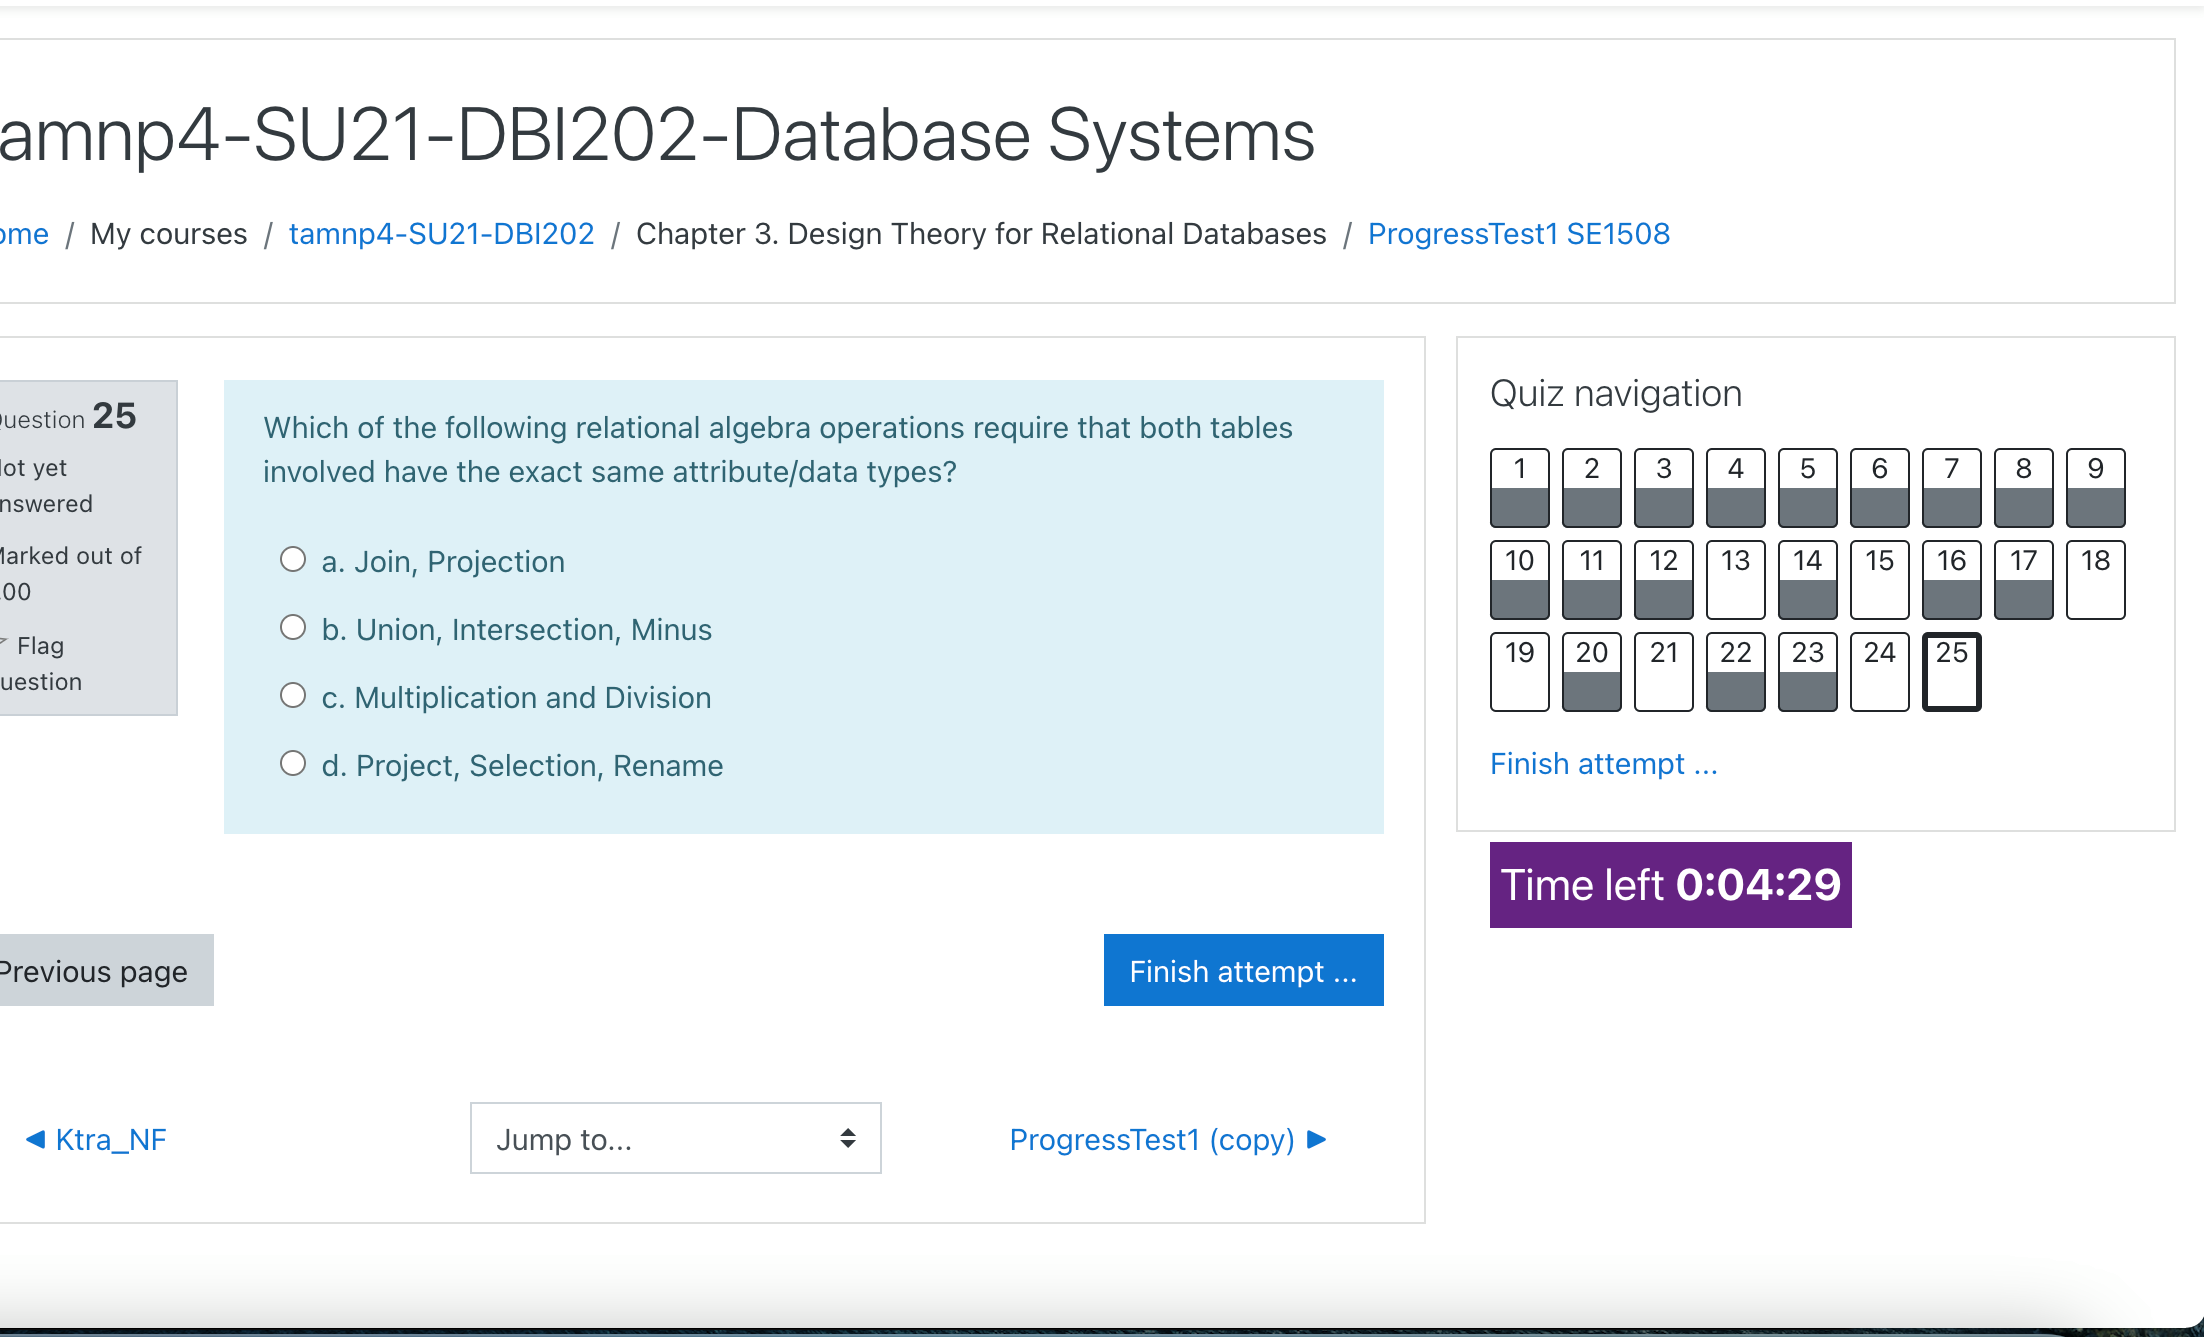 amnp4-SU21-DBI202-Database Systems
ome / My courses / tamnp4-SU21-DBI202 / Chapter 3. Design Theory for Relational Databases / ProgressTest1 SE1508
uestion 25
ot yet
nswered
arked out of
.00
Flag
uestion
Which of the following relational algebra operations require that both tables
involved have the exact same attribute/data types?
a. Join, Projection
b. Union, Intersection, Minus
c. Multiplication and Division
d. Project, Selection, Rename
Previous page
Finish attempt ...
◄ Ktra_NF
Jump to...
ProgressTest1 (copy) ►
Quiz navigation
1 2 3 4 5 6 7 8 9
10 11 12 13 14 15 16 17 18
19 20 21 22 23 24 25
Finish attempt ...
Time left 0:04:29